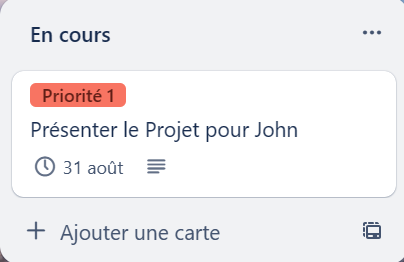 En cours
Priorité 1
Présenter le Projet pour John
31 août
Ajouter une carte